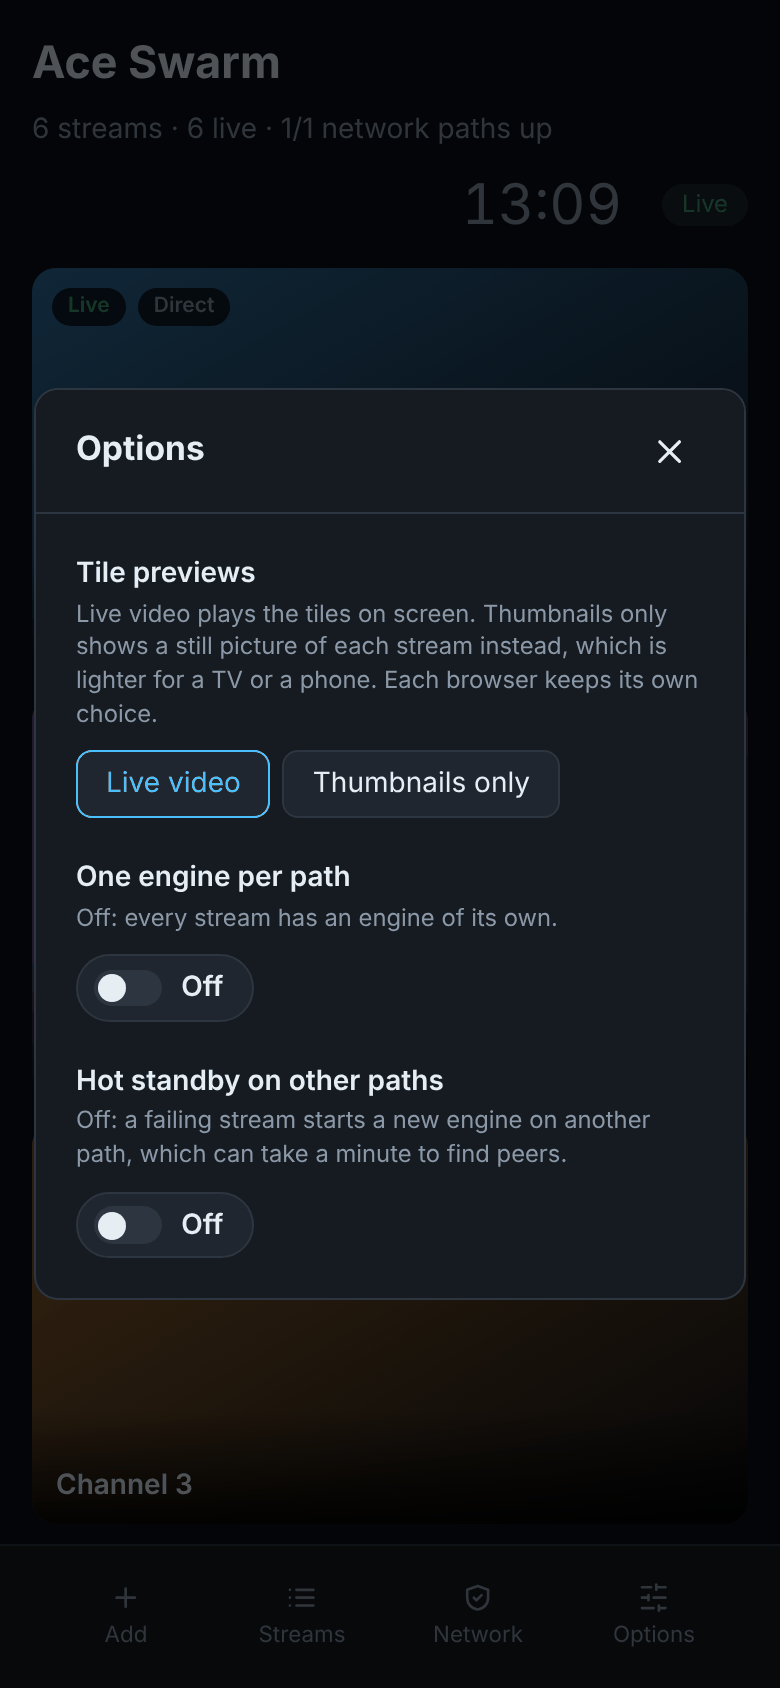 Ace Swarm
6 streams · 6 live · 1/1 network paths up
13:09
Live
Live
Direct
Options
Tile previews
Live video plays the tiles on screen. Thumbnails only
shows a still picture of each stream instead, which is
lighter for a TV or a phone. Each browser keeps its own
choice.
Live video
Thumbnails only
One engine per path
Off: every stream has an engine of its own.
Off
Hot standby on other paths
Off: a failing stream starts a new engine on another
path, which can take a minute to find peers.
Off
Channel 3
Add
Streams
Network
Options